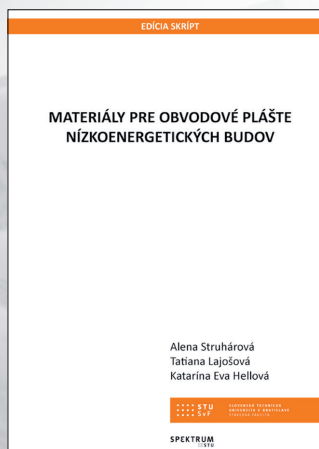 EDÍCIA SKRÍPT
MATERIÁLY PRE OBVODOVÉ PLÁŠTE
NÍZKOENERGETICKÝCH BUDOV
Alena Struhárová
Tatiana Lajošová
Katarína Eva Hellová
STU
SvF
SLOVENSKÁ TECHNICKÁ
UNIVERZITA V BRATISLAVE
STAVEBNÁ FAKULTA
SPEKTRUM
STU